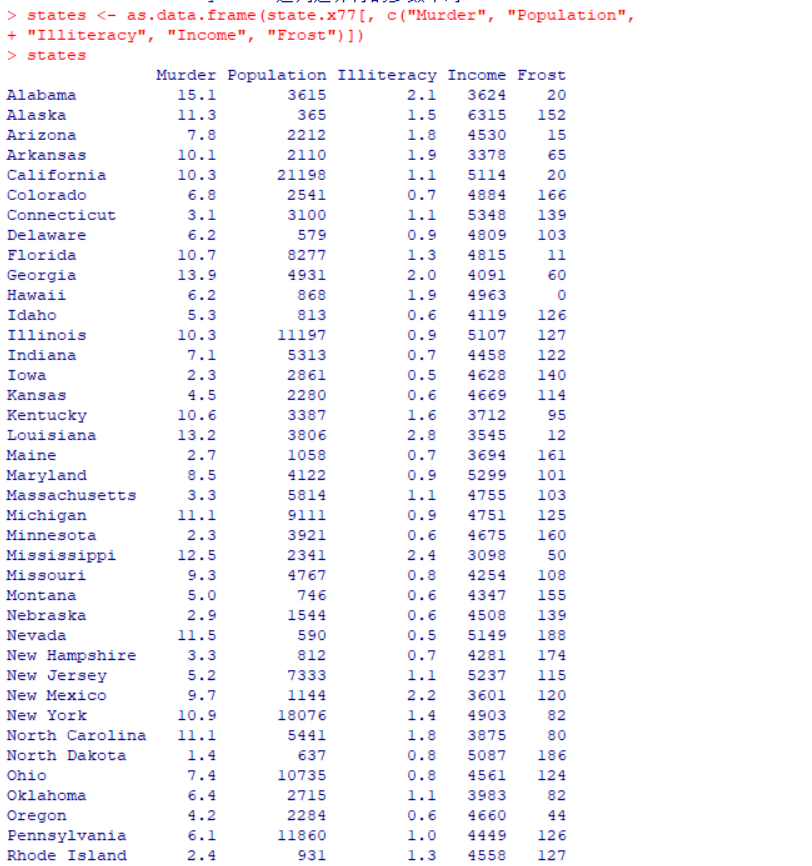 > states <- as.data.frame(state.x77[, c("Murder", "Population",
+ "Illiteracy", "Income", "Frost")])
> states
Murder Population Illiteracy Income Frost
Alabama 15.1 3615 2.1 3624 20
Alaska 11.3 365 1.5 6315 152
Arizona 7.8 2212 1.8 4530 15
Arkansas 10.1 2110 1.9 3378 65
California 10.3 21198 1.1 5114 20
Colorado 6.8 2541 0.7 4884 166
Connecticut 3.1 3100 1.1 5348 139
Delaware 6.2 579 0.9 4809 103
Florida 10.7 8277 1.3 4815 11
Georgia 13.9 4931 2.0 4091 60
Hawaii 6.2 868 1.9 4963 0
Idaho 5.3 813 0.6 4119 126
Illinois 10.3 11197 0.9 5107 127
Indiana 7.1 5313 0.7 4458 122
Iowa 2.3 2861 0.5 4628 140
Kansas 4.5 2280 0.6 4669 114
Kentucky 10.6 3387 1.6 3712 95
Louisiana 13.2 3806 2.8 3545 12
Maine 2.7 1058 0.7 3694 161
Maryland 8.5 4122 0.9 5299 101
Massachusetts 3.3 5814 1.1 4755 103
Michigan 11.1 9111 0.9 4751 125
Minnesota 2.3 3921 0.6 4675 160
Mississippi 12.5 2341 2.4 3098 50
Missouri 9.3 4767 0.8 4254 108
Montana 5.0 746 0.6 4347 155
Nebraska 2.9 1544 0.6 4508 139
Nevada 11.5 590 0.5 5149 188
New Hampshire 3.3 812 0.7 4281 174
New Jersey 5.2 7333 1.1 5237 115
New Mexico 9.7 1144 2.2 3601 120
New York 10.9 18076 1.4 4903 82
North Carolina 11.1 5441 1.8 3875 80
North Dakota 1.4 637 0.8 5087 186
Ohio 7.4 10735 0.8 4561 124
Oklahoma 6.4 2715 1.1 3983 82
Oregon 4.2 2284 0.6 4660 44
Pennsylvania 6.1 11860 1.0 4449 126
Rhode Island 2.4 931 1.3 4558 127